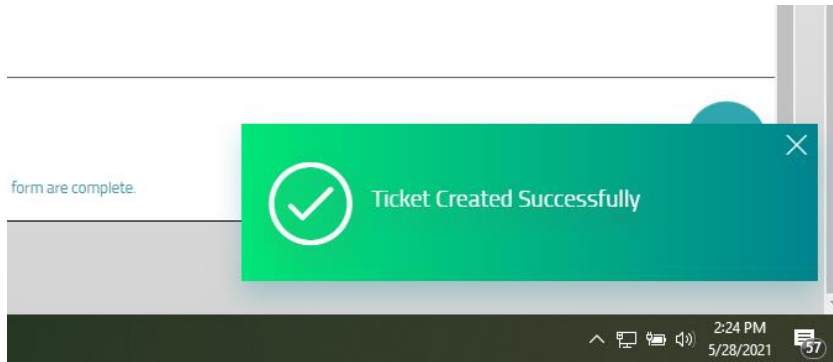 form are complete.
Ticket Created Successfully
2:24 PM
5/28/2021
57